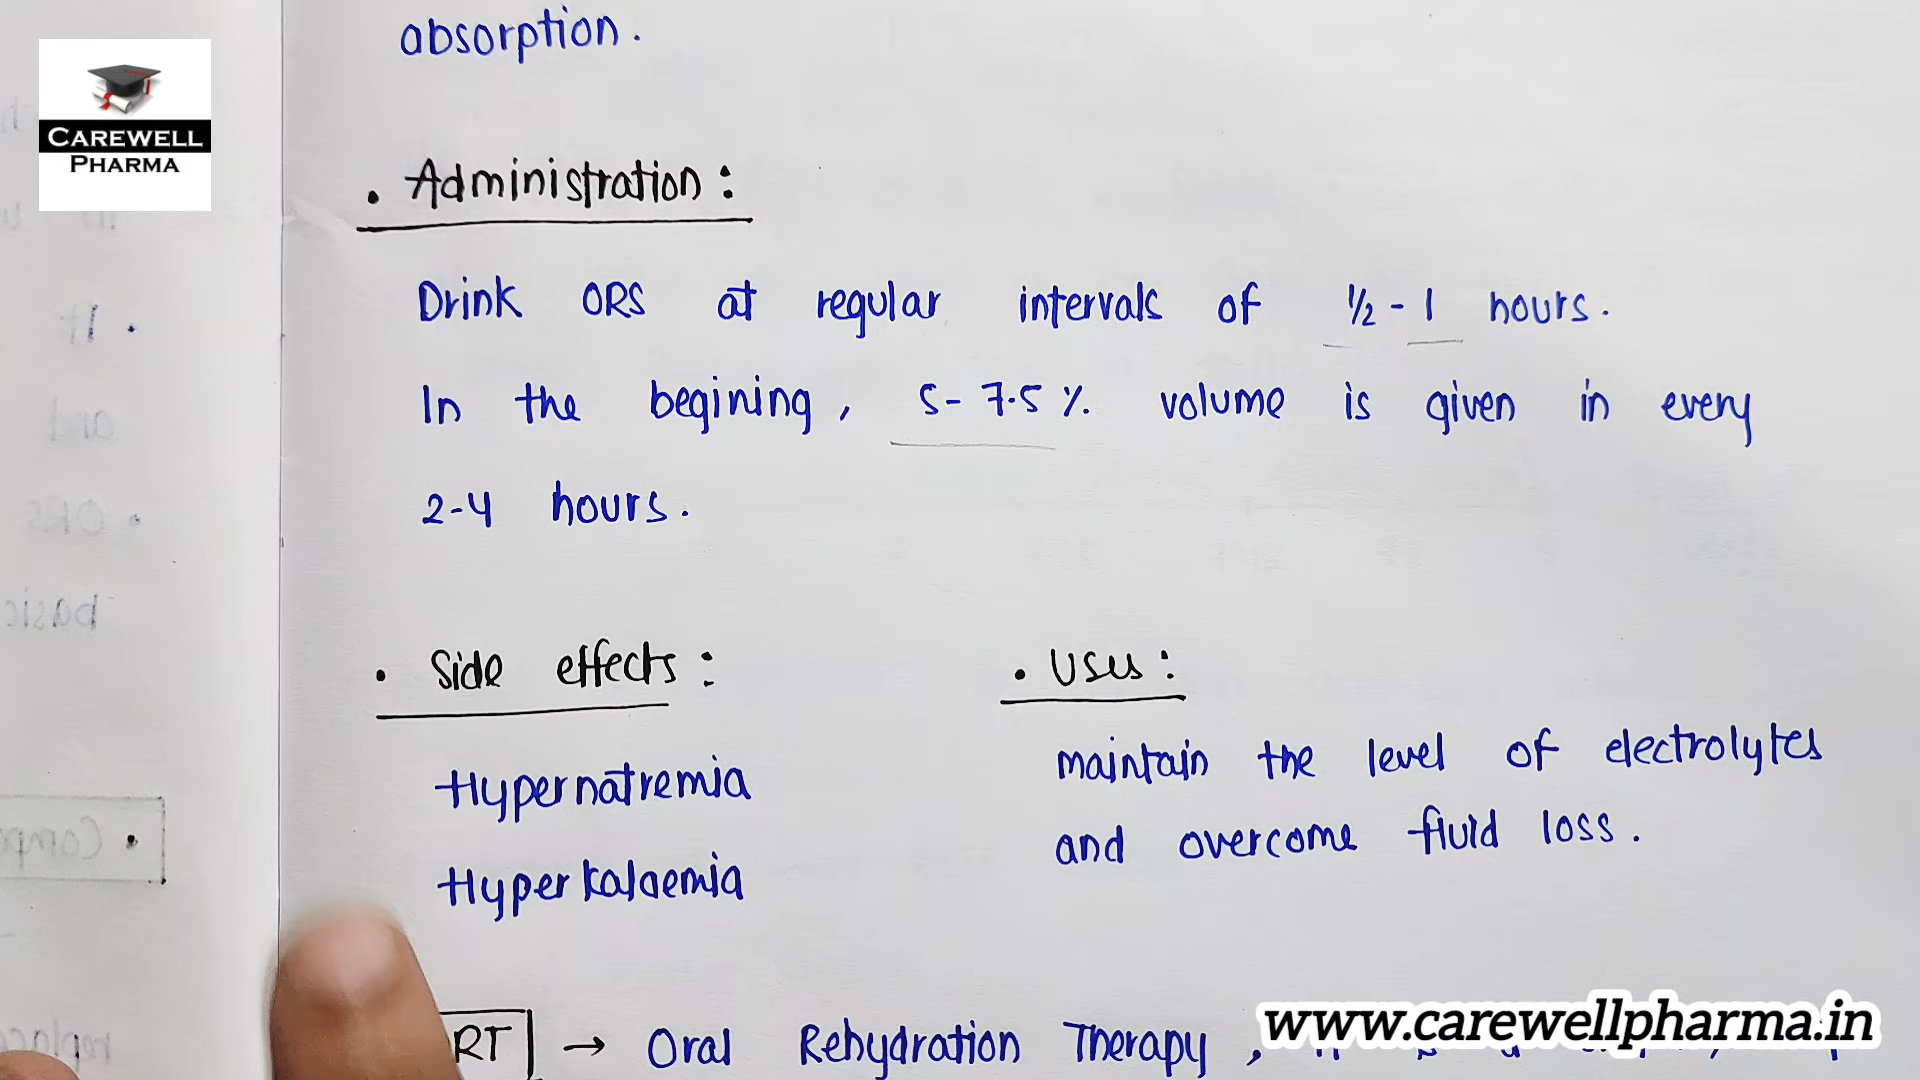 absorption.
CAREWELL
PHARMA
. Administration:
Drink ORS at regular intervals of 1/2 - 1 hours.
In the begining, 5-7.5% volume is given in every
2-4 hours.
. Side effects:
Hypernatremia
Hyperkalaemia
. Uses:
maintain the level of electrolytes
and overcome fluid loss.
RT → Oral Rehydration Therapy,
www.carewellpharma.in